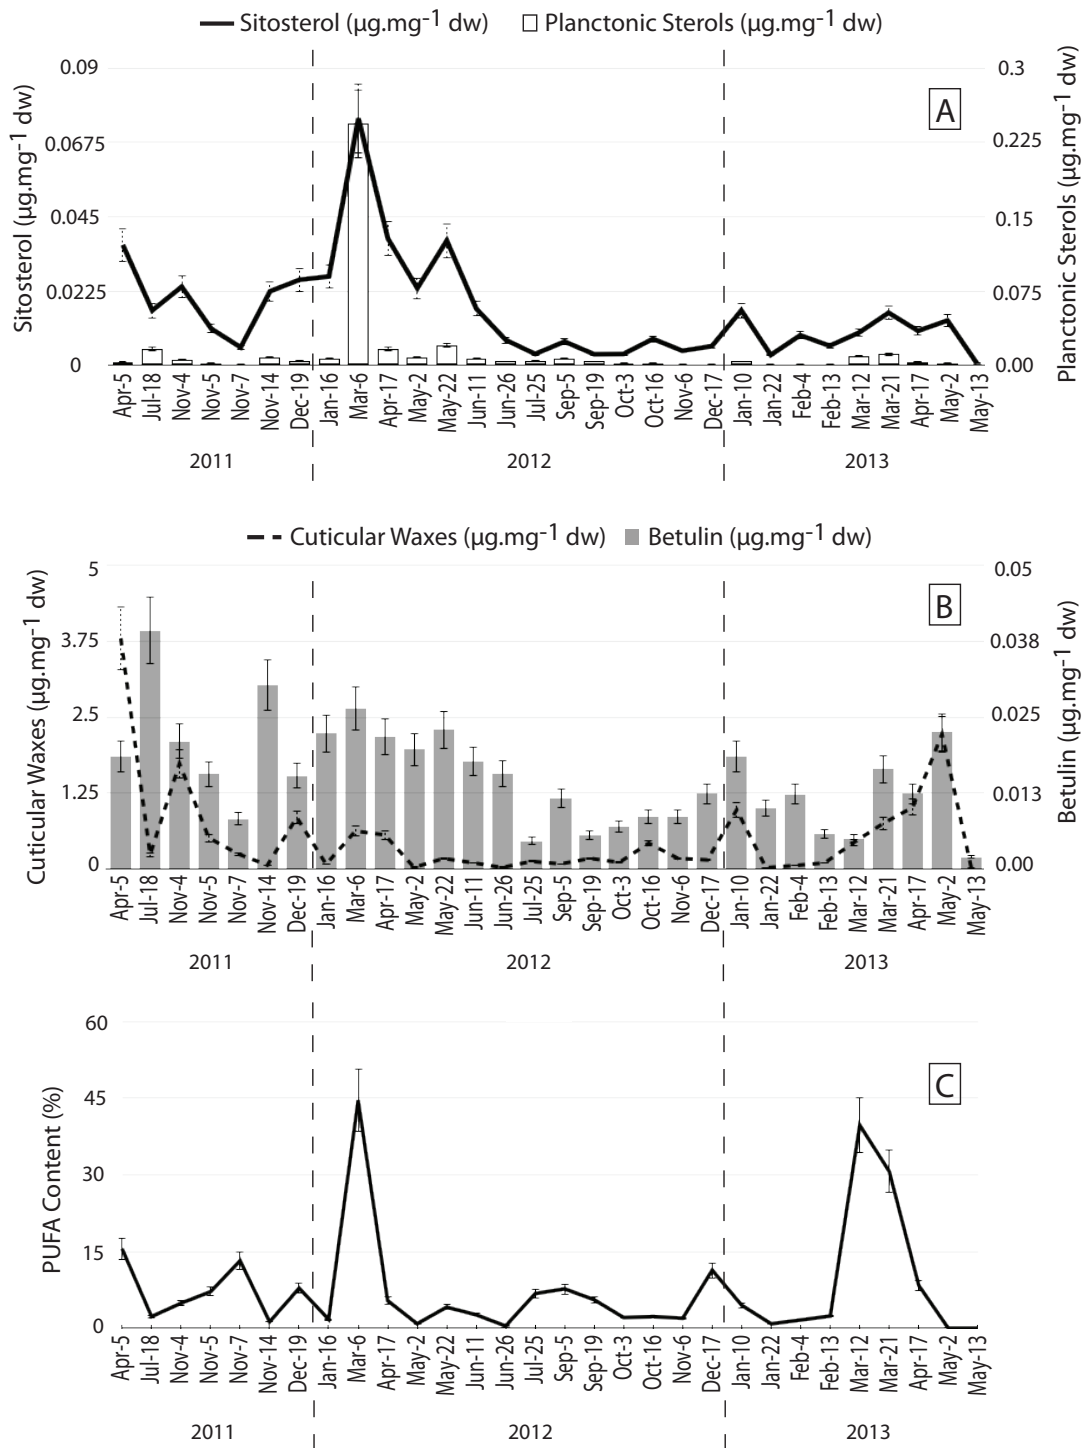 Sitosterol (µg.mg-1 dw) Planctonic Sterols (µg.mg-1 dw)
A
Sitosterol (µg.mg-1 dw)
0.09
0.0675
0.045
0.0225
0
0.3
0.225
0.15
0.075
0.00
Planctonic Sterols (µg.mg-1 dw)
Apr-5 Jul-18 Nov-4 Nov-5 Nov-7 Nov-14 Dec-19 Jan-16 Mar-6 Apr-17 May-2 May-22 Jun-11 Jun-26 Jul-25 Sep-5 Sep-19 Oct-3 Oct-16 Nov-6 Dec-17 Jan-10 Jan-22 Feb-4 Feb-13 Mar-12 Mar-21 Apr-17 May-2 May-13
2011 2012 2013
Cuticular Waxes (µg.mg-1 dw) Betulin (µg.mg-1 dw)
B
Cuticular Waxes (µg.mg-1 dw)
5
3.75
2.5
1.25
0
0.05
0.038
0.025
0.013
0.00
Betulin (µg.mg-1 dw)
Apr-5 Jul-18 Nov-4 Nov-5 Nov-7 Nov-14 Dec-19 Jan-16 Mar-6 Apr-17 May-2 May-22 Jun-11 Jun-26 Jul-25 Sep-5 Sep-19 Oct-3 Oct-16 Nov-6 Dec-17 Jan-10 Jan-22 Feb-4 Feb-13 Mar-12 Mar-21 Apr-17 May-2 May-13
2011 2012 2013
C
PUFA Content (%)
60
45
30
15
0
Apr-5 Jul-18 Nov-4 Nov-5 Nov-7 Nov-14 Dec-19 Jan-16 Mar-6 Apr-17 May-2 May-22 Jun-11 Jun-26 Jul-25 Sep-5 Sep-19 Oct-3 Oct-16 Nov-6 Dec-17 Jan-10 Jan-22 Feb-4 Feb-13 Mar-12 Mar-21 Apr-17 May-2 May-13
2011 2012 2013